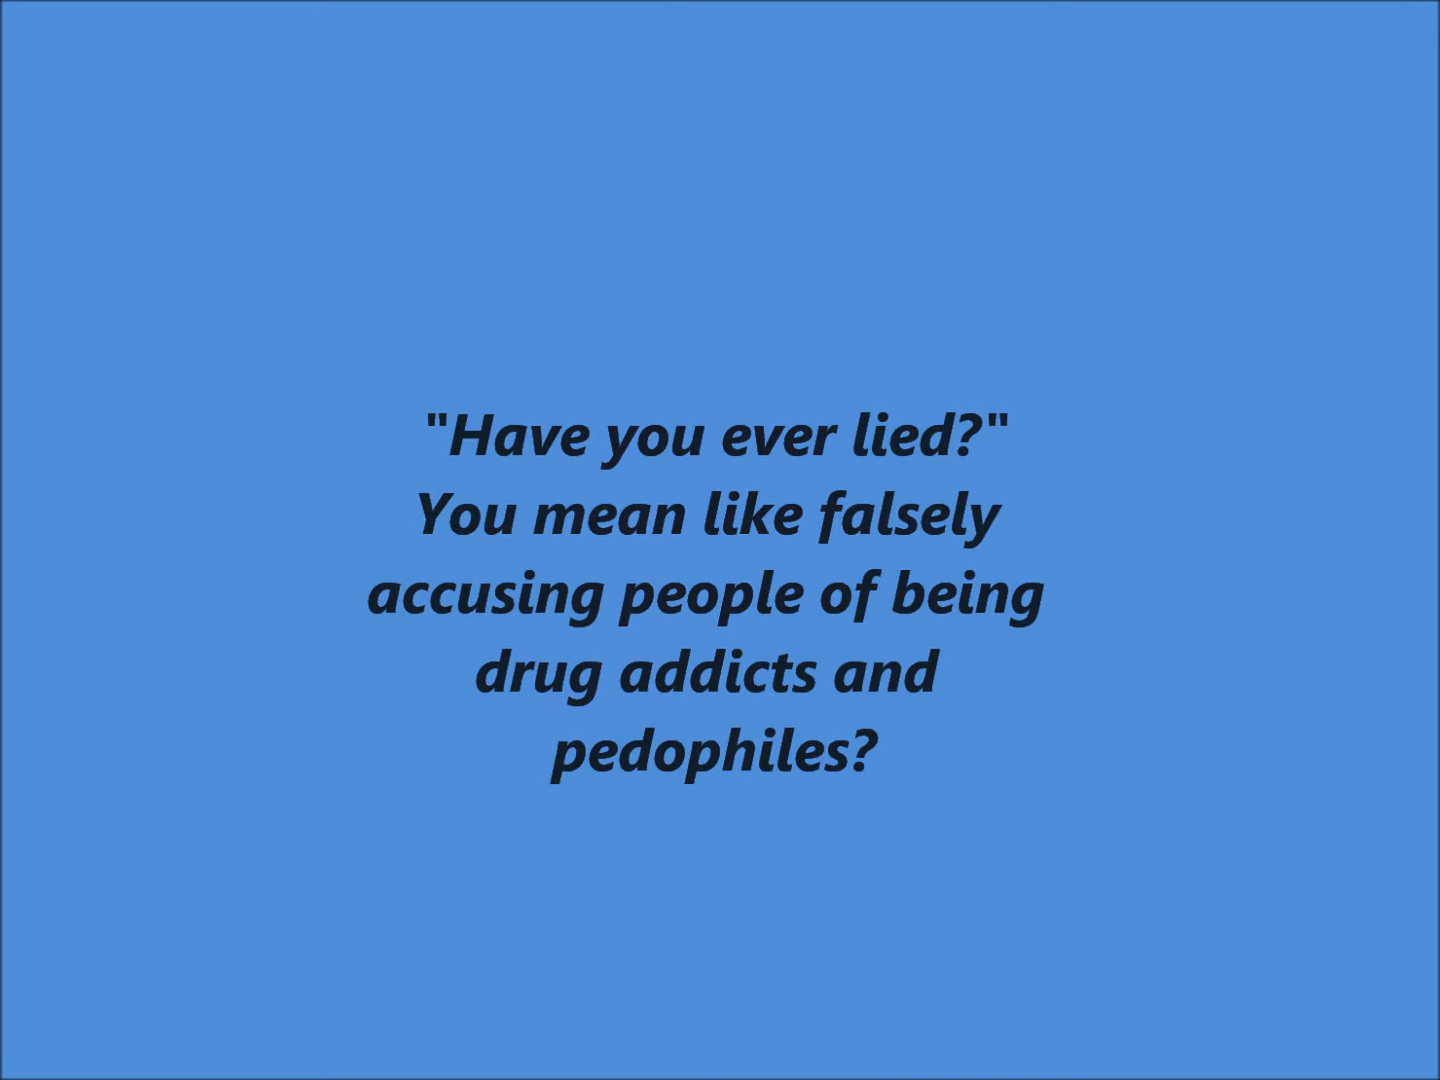 "Have you ever lied?"
You mean like falsely
accusing people of being
drug addicts and
pedophiles?